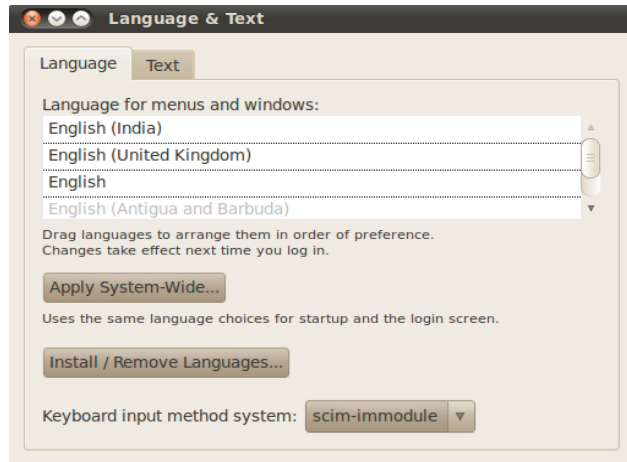 Language & Text
Language Text
Language for menus and windows:
English (India)
English (United Kingdom)
English
English (Antigua and Barbuda)
Drag languages to arrange them in order of preference.
Changes take effect next time you log in.
Apply System-Wide...
Uses the same language choices for startup and the login screen.
Install / Remove Languages...
Keyboard input method system: scim-immodule